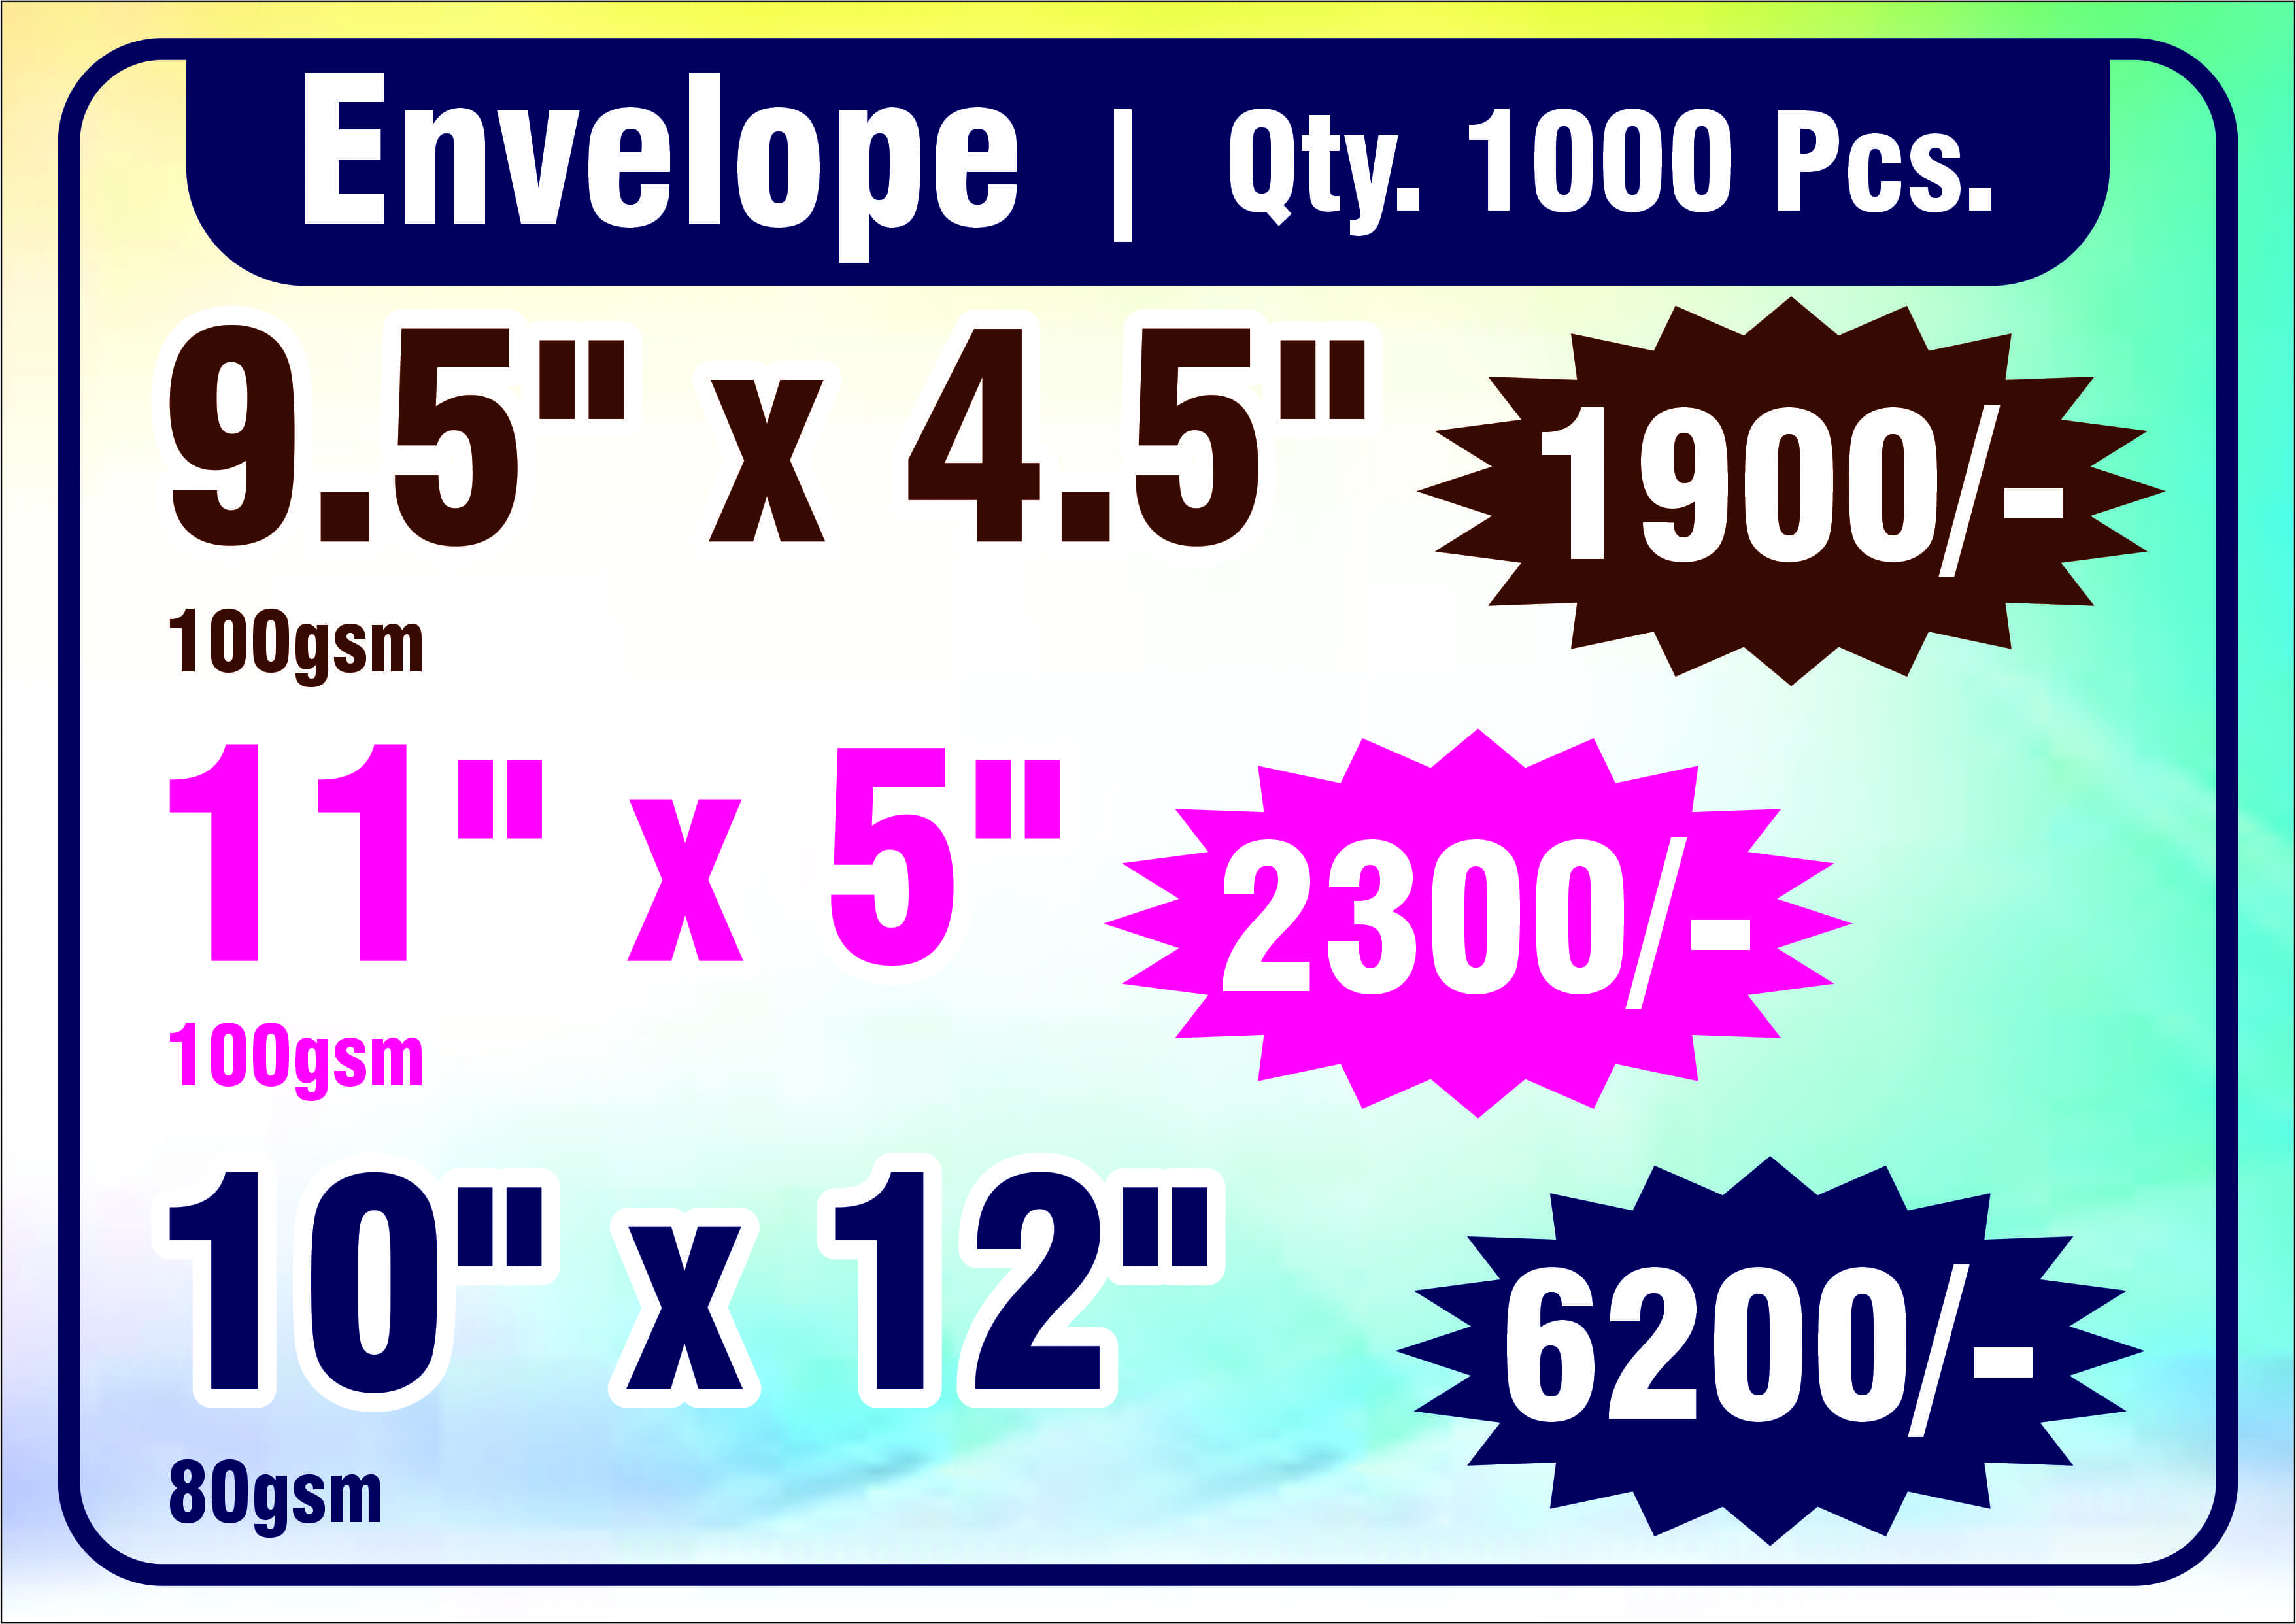 Envelope | Qty. 1000 Pcs.
9.5" x 4.5" 1900/-
100gsm
11" x 5" 2300/-
100gsm
10" x 12" 6200/-
80gsm